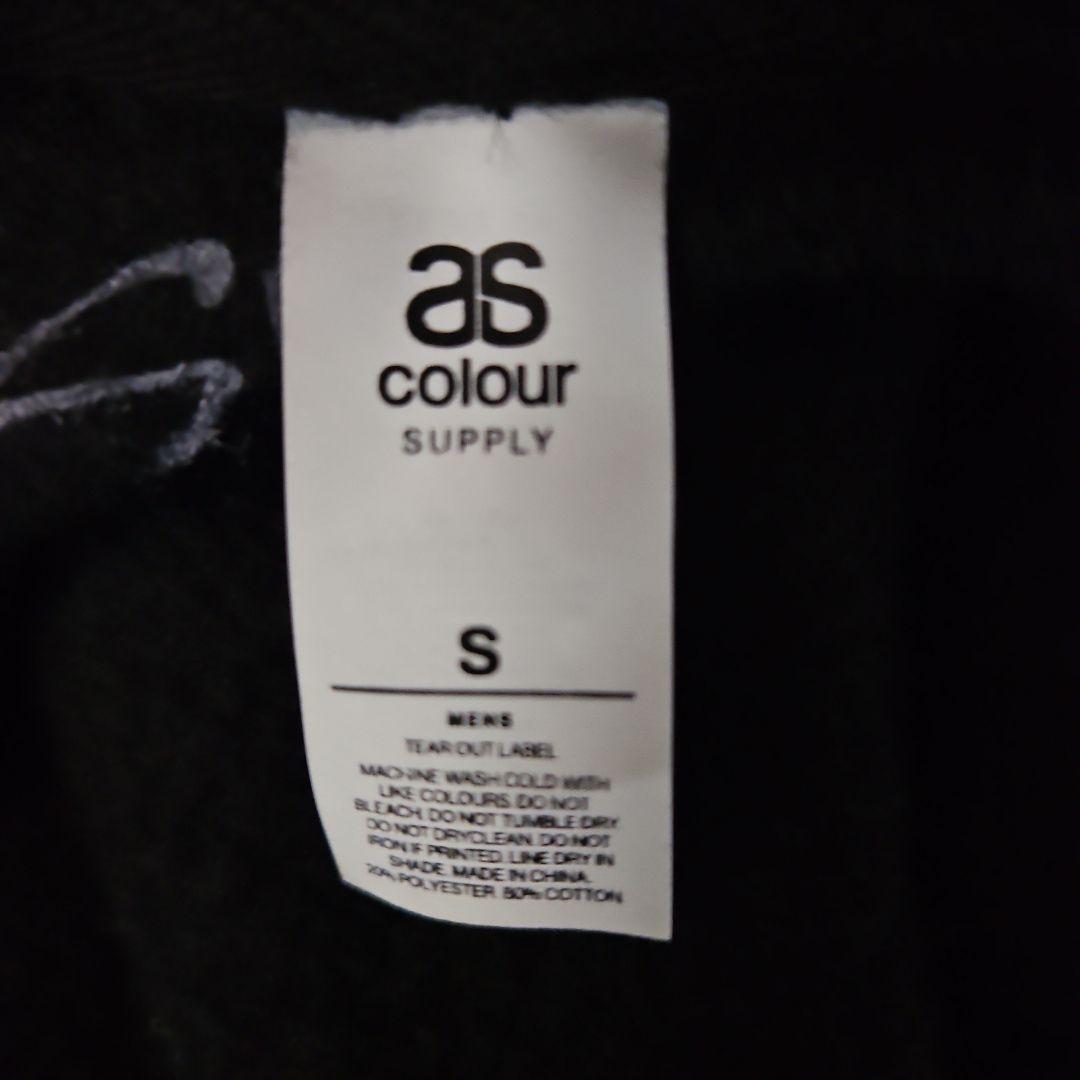 as
colour
SUPPLY
S
MENS
TEAR OUT LABEL
MACHINE WASH COLD WITH
LIKE COLOURS. DO NOT
BLEACH. DO NOT TUMBLE DRY
DO NOT DRYCLEAN. DO NOT
IRON IF PRINTED. LINE DRY IN
SHADE. MADE IN CHINA.
20% POLYESTER 80% COTTON